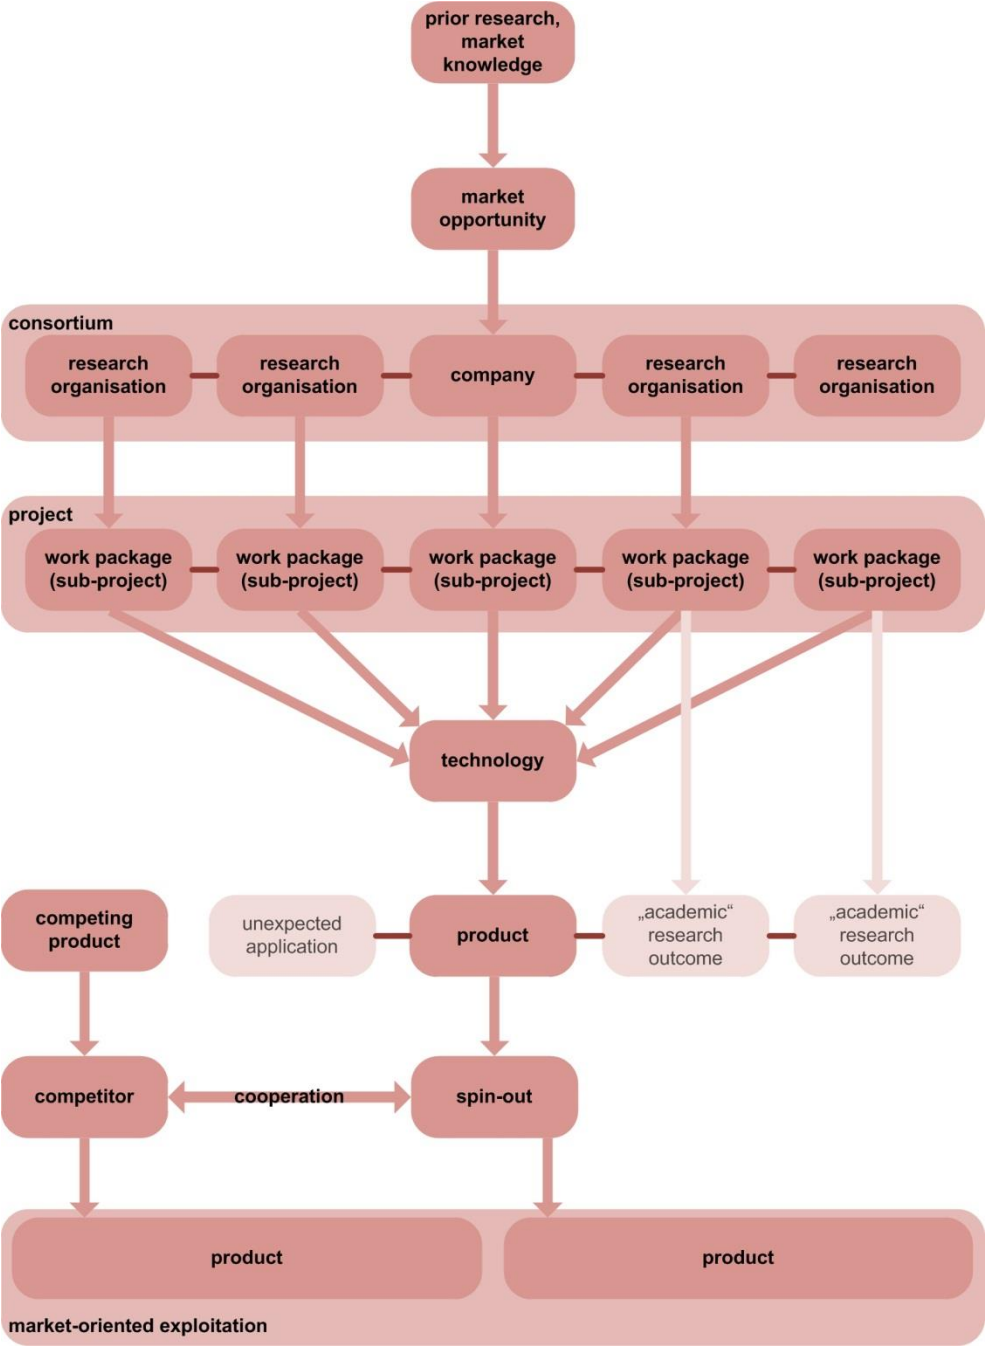 prior research,
market
knowledge
market
opportunity
consortium
research
organisation
research
organisation
company
research
organisation
research
organisation
project
work package
(sub-project)
work package
(sub-project)
work package
(sub-project)
work package
(sub-project)
work package
(sub-project)
technology
competing
product
unexpected
application
product
„academic“
research
outcome
„academic“
research
outcome
competitor
cooperation
spin-out
product
product
market-oriented exploitation